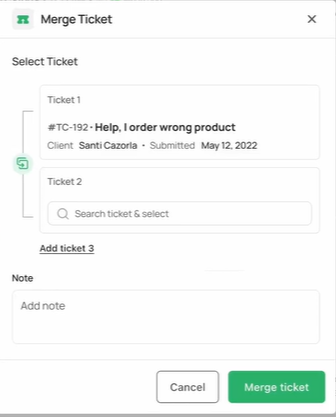 Merge Ticket
Select Ticket
Ticket 1
#TC-192 • Help, I order wrong product
Client Santi Cazorla • Submitted May 12, 2022
Ticket 2
Search ticket & select
Add ticket 3
Note
Add note
Cancel
Merge ticket